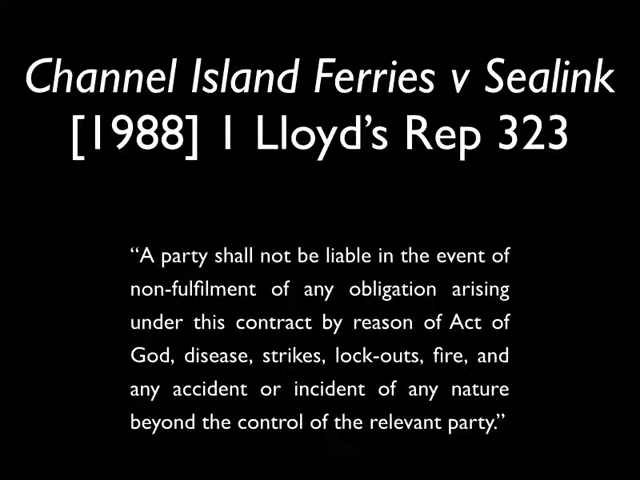 Channel Island Ferries v Sealink
[1988] 1 Lloyd’s Rep 323
“A party shall not be liable in the event of
non-fulfilment of any obligation arising
under this contract by reason of Act of
God, disease, strikes, lock-outs, fire, and
any accident or incident of any nature
beyond the control of the relevant party.”